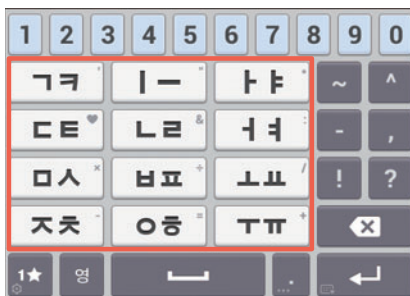 1 2 3 4 5 6 7 8 9 0
ㄱㅋ ' ㅣㅡ " ㅏㅑ · ~ ^
ㄷㅌ ♥ ㄴㄹ & ㅓㅕ : - ,
ㅁㅅ × ㅂㅍ ÷ ㅗㅛ / ! ?
ㅈㅊ - ㅇㅎ = ㅜㅠ +
1★ 영 ...